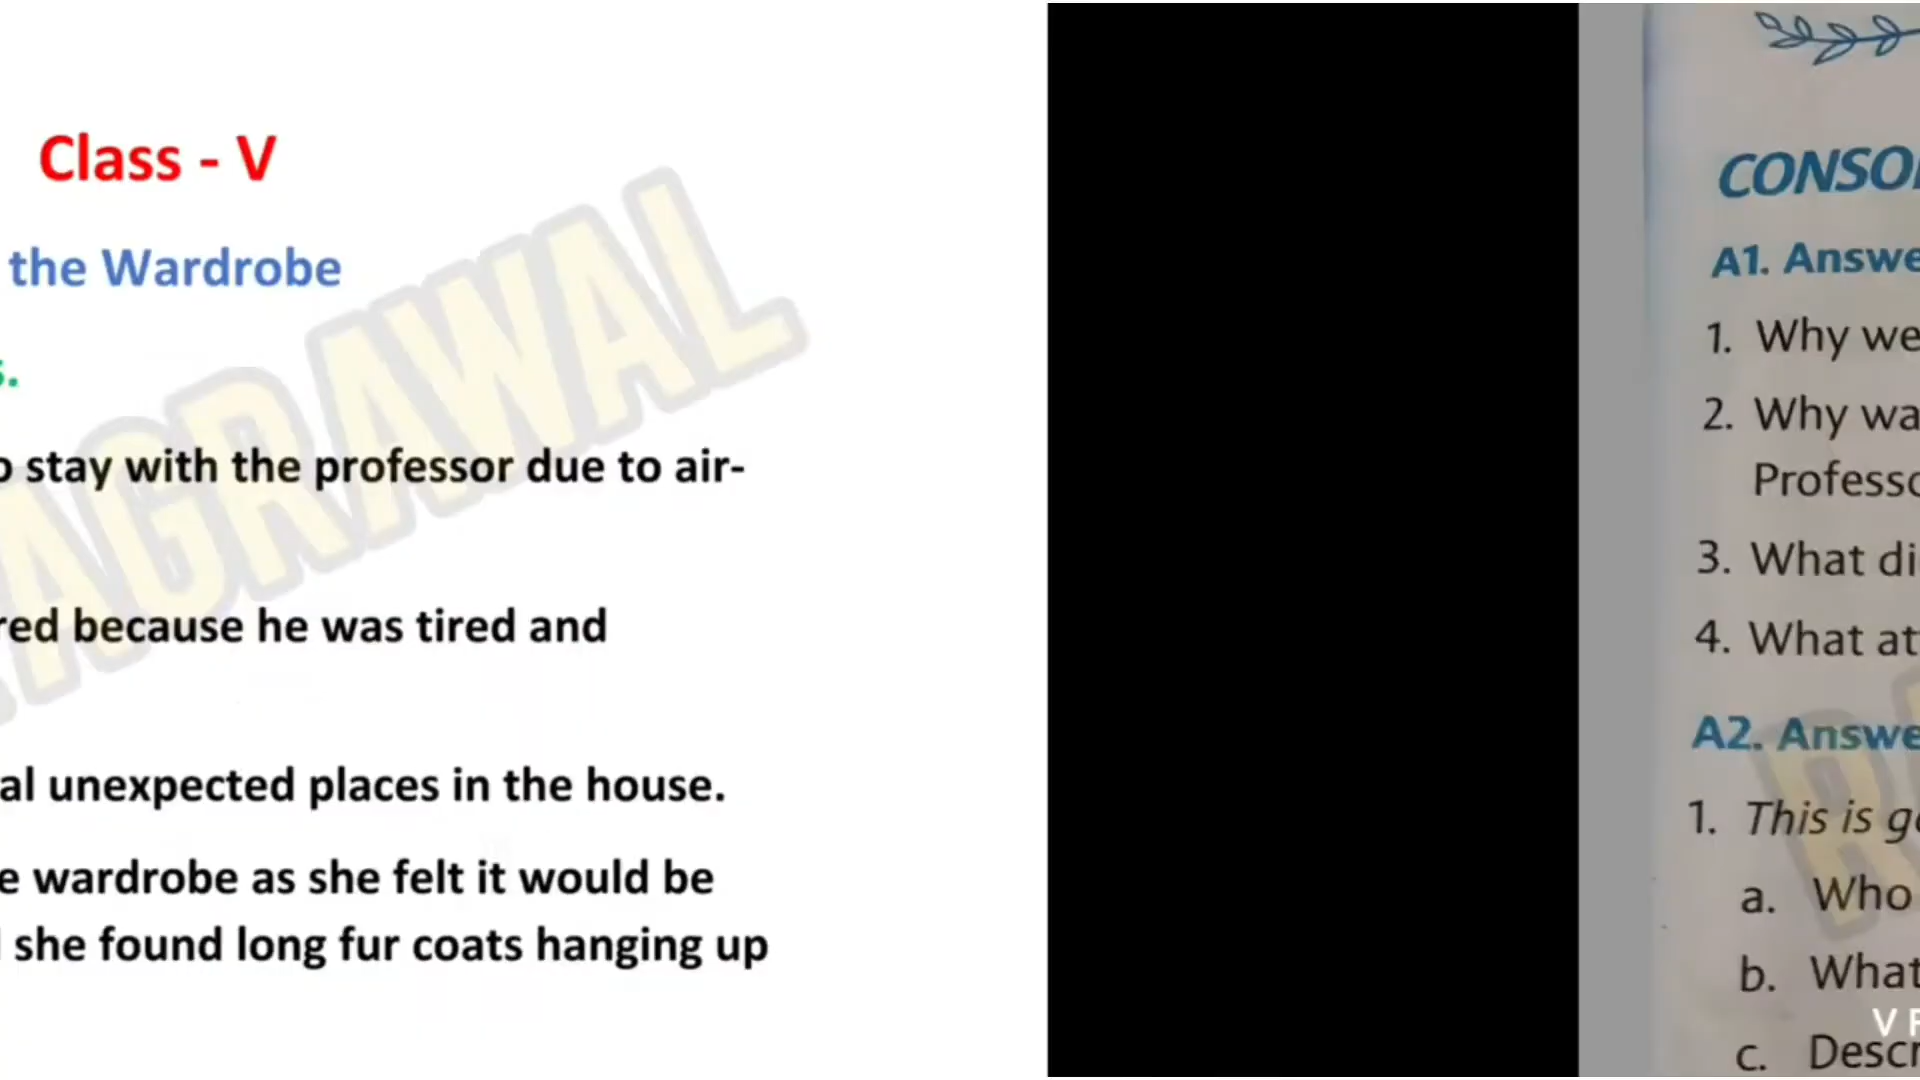 Class - V
the Wardrobe
s.
o stay with the professor due to air-
red because he was tired and
al unexpected places in the house.
e wardrobe as she felt it would be
she found long fur coats hanging up
AGRAWAL
CONSO
A1. Answe
1. Why we
2. Why wa
Professo
3. What di
4. What at
A2. Answe
1. This is g
a. Who
b. What
c. Descr
V